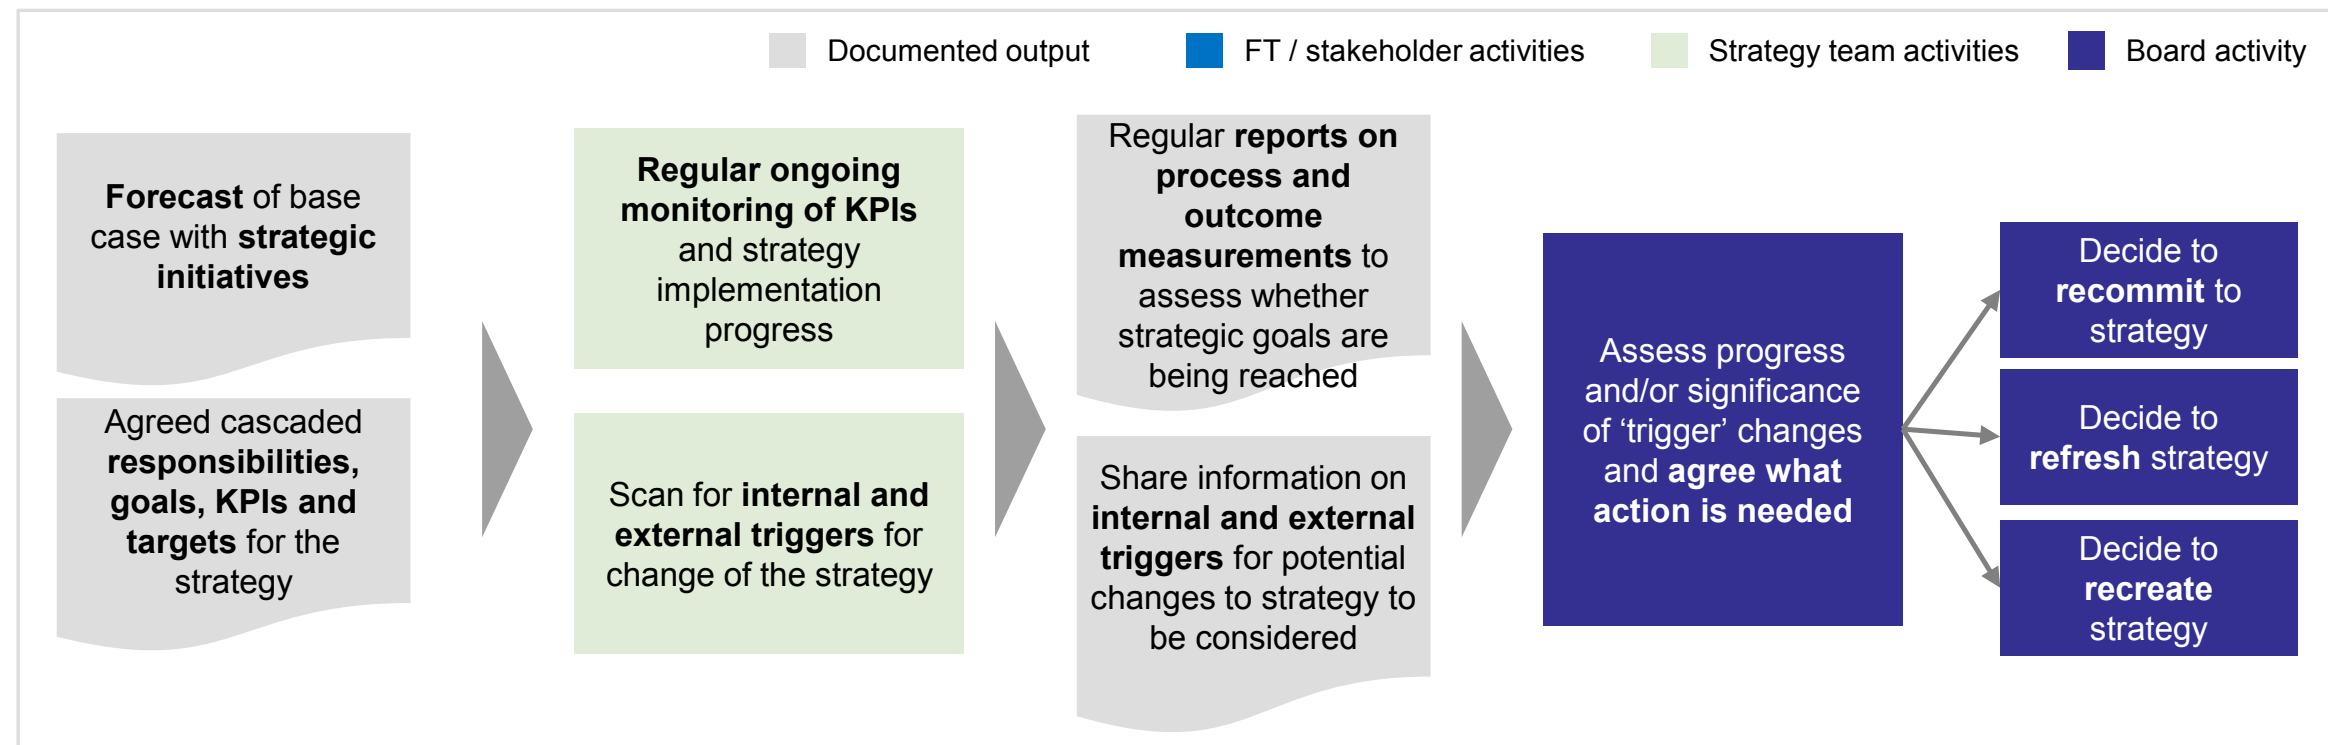 Documented output
FT / stakeholder activities
Strategy team activities
Board activity
Forecast of base
case with strategic
initiatives
Agreed cascaded
responsibilities,
goals, KPIs and
targets for the
strategy
Regular ongoing
monitoring of KPIs
and strategy
implementation
progress
Scan for internal and
external triggers for
change of the strategy
Regular reports on
process and
outcome
measurements to
assess whether
strategic goals are
being reached
Share information on
internal and external
triggers for potential
changes to strategy to
be considered
Assess progress
and/or significance
of ‘trigger’ changes
and agree what
action is needed
Decide to
recommit to
strategy
Decide to
refresh strategy
Decide to
recreate
strategy